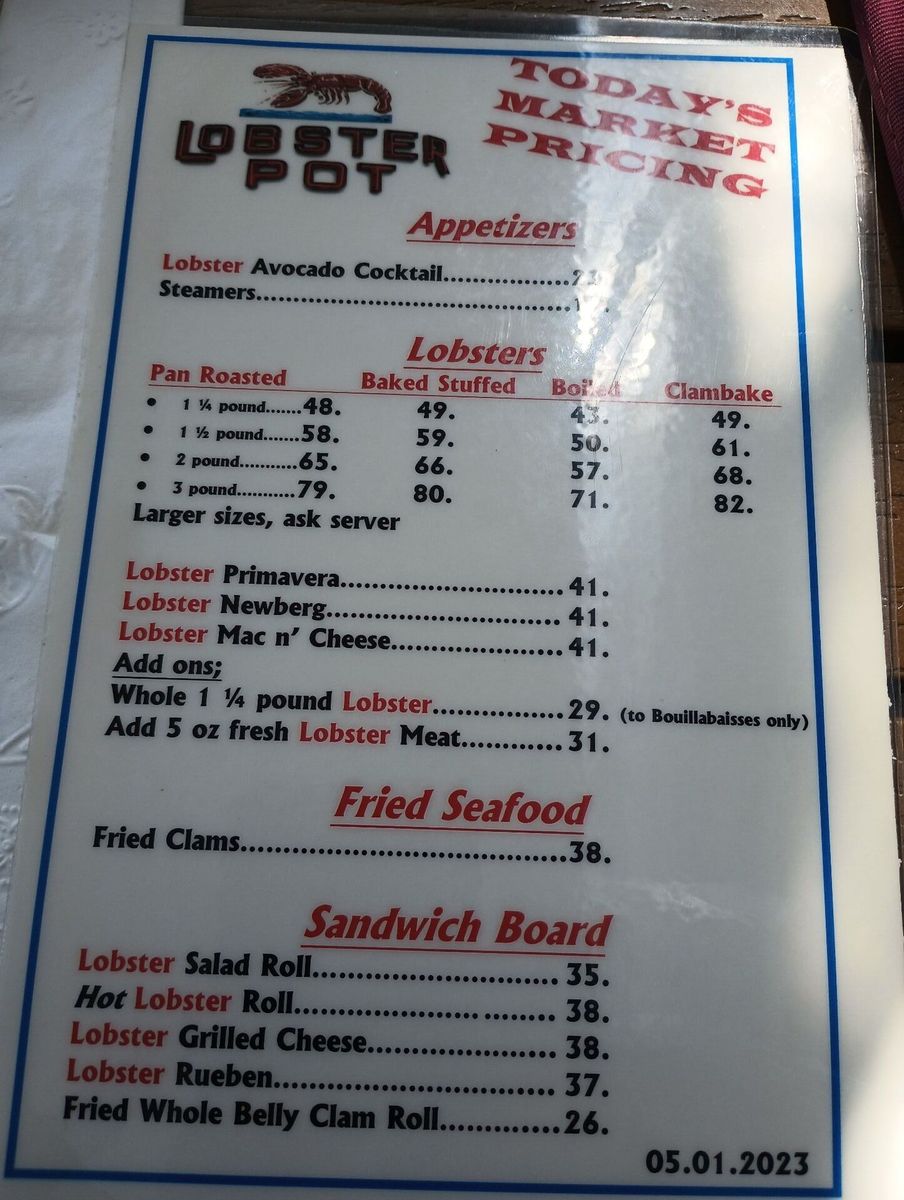 LOBSTER
POT
TODAY'S
MARKET
PRICING
Appetizers
Lobster Avocado Cocktail..................
Steamers............................................
Lobsters
Pan Roasted Baked Stuffed Boiled Clambake
• 1 ¼ pound.......48. 49. 43. 49.
• 1 ½ pound.......58. 59. 50. 61.
• 2 pound...........65. 66. 57. 68.
• 3 pound...........79. 80. 71. 82.
Larger sizes, ask server
Lobster Primavera................................41.
Lobster Newberg..................................41.
Lobster Mac n' Cheese.........................41.
Add ons;
Whole 1 ¼ pound Lobster..................29. (to Bouillabaisses only)
Add 5 oz fresh Lobster Meat..............31.
Fried Seafood
Fried Clams.............................................38.
Sandwich Board
Lobster Salad Roll.................................. 35.
Hot Lobster Roll.......................... .......... 38.
Lobster Grilled Cheese.......................... 38.
Lobster Rueben....................................... 37.
Fried Whole Belly Clam Roll.................26.
05.01.2023